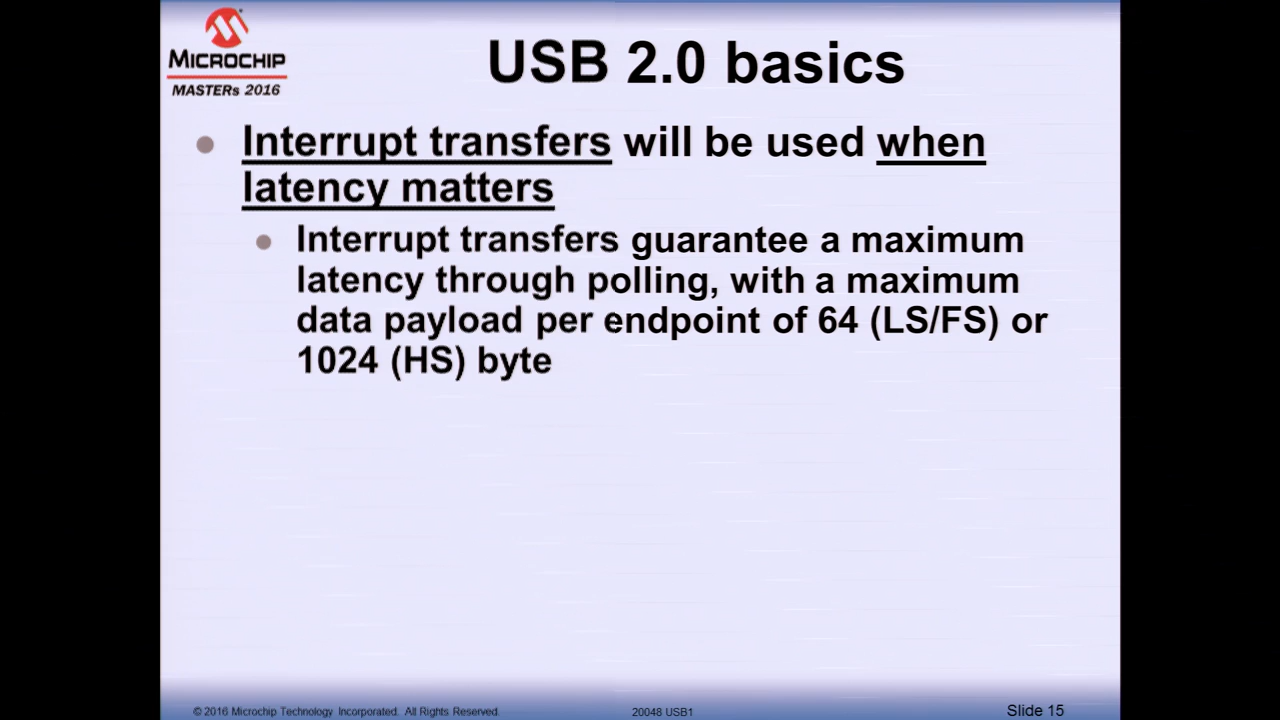 MICROCHIP
MASTERs 2016
USB 2.0 basics
Interrupt transfers will be used when
latency matters
Interrupt transfers guarantee a maximum
latency through polling, with a maximum
data payload per endpoint of 64 (LS/FS) or
1024 (HS) byte
© 2016 Microchip Technology Incorporated. All Rights Reserved.
20048 USB1
Slide 15